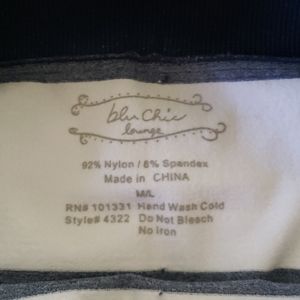 blu chic
lounge
92% Nylon / 8% Spandex
Made in CHINA
M/L
RN# 101331 Hand Wash Cold
Style# 4322 Do Not Bleach
No Iron